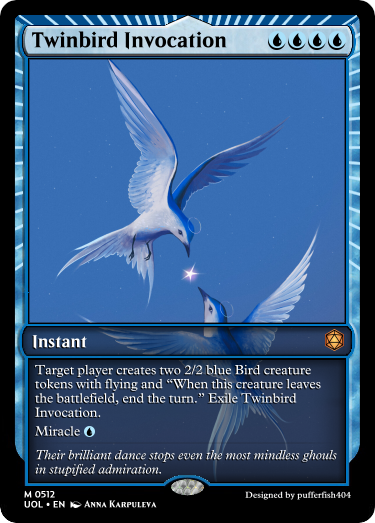 Twinbird Invocation
Instant
Target player creates two 2/2 blue Bird creature
tokens with flying and “When this creature leaves
the battlefield, end the turn.” Exile Twinbird
Invocation.
Miracle
Their brilliant dance stops even the most mindless ghouls
in stupified admiration.
M 0512
UOL • EN Anna Karpuleva
Designed by pufferfish404